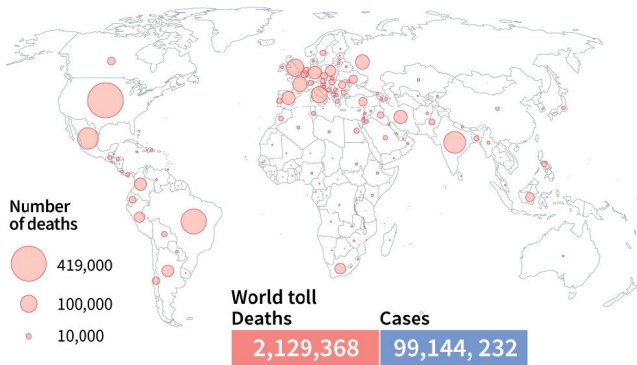 Number
of deaths
419,000
100,000
10,000
World toll
Deaths Cases
2,129,368 99,144, 232